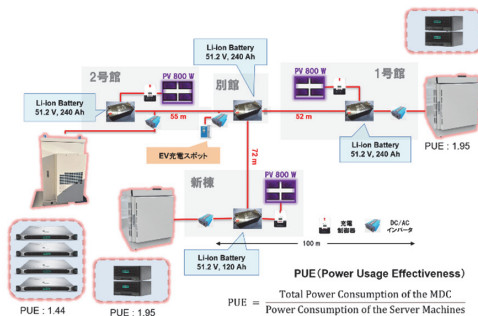 Li-ion Battery
51.2 V, 240 Ah
2号館
PV 800 W
別館
PV 800 W
1号館
Li-ion Battery
51.2 V, 240 Ah
55 m
52 m
Li-ion Battery
51.2 V, 240 Ah
PUE : 1.95
EV充電スポット
72 m
PV 800 W
新棟
充電
制御器
DC/AC
インバータ
Li-ion Battery
51.2 V, 120 Ah
100 m
PUE(Power Usage Effectiveness)
PUE = Total Power Consumption of the MDC
Power Consumption of the Server Machines
PUE : 1.44
PUE : 1.95